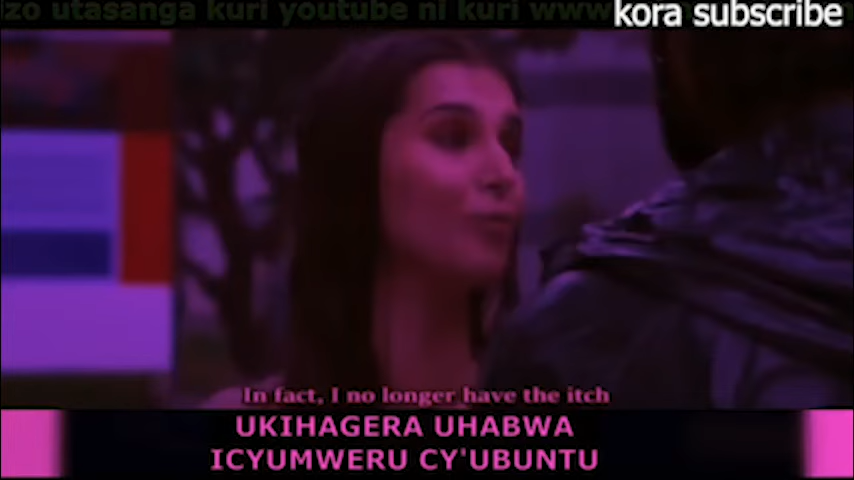 izo utasanga kuri youtube ni kuri www
kora subscribe
In fact, I no longer have the itch
UKIHAGERA UHABWA
ICYUMWERU CY'UBUNTU